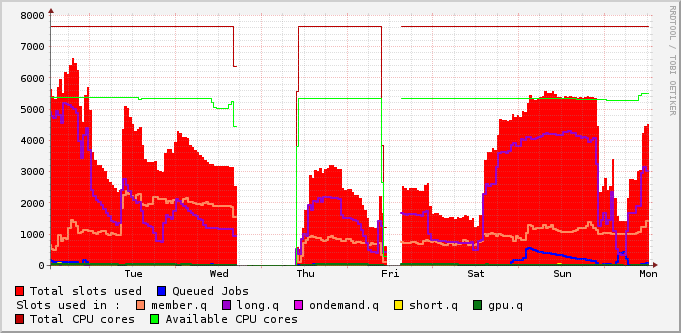 8000
7000
6000
5000
4000
3000
2000
1000
0
Tue Wed Thu Fri Sat Sun Mon
RRDTOOL / TOBI OETIKER
Total slots used Queued Jobs
Slots used in : member.q long.q ondemand.q short.q gpu.q
Total CPU cores Available CPU cores